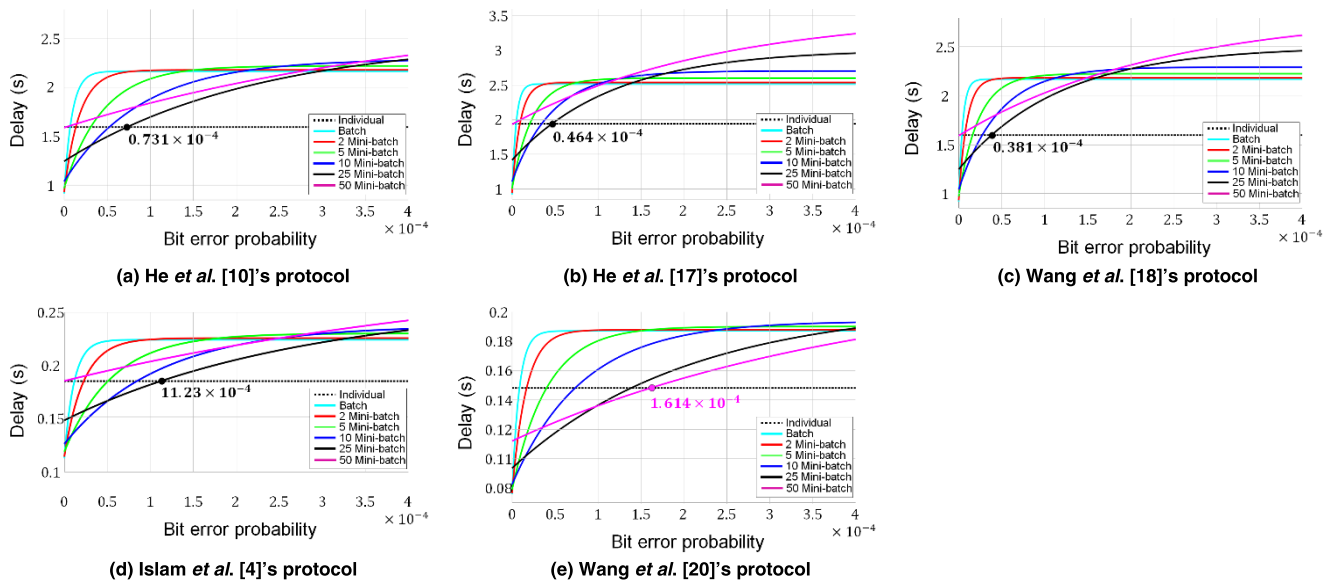 2.5
2
1.5
1
Delay (s)
0.731 × 10⁻⁴
Individual
Batch
2 Mini-batch
5 Mini-batch
10 Mini-batch
25 Mini-batch
50 Mini-batch
0 0.5 1 1.5 2 2.5 3 3.5 4
× 10⁻⁴
Bit error probability
(a) He et al. [10]'s protocol
3.5
3
2.5
2
1.5
1
Delay (s)
0.464 × 10⁻⁴
Individual
Batch
2 Mini-batch
5 Mini-batch
10 Mini-batch
25 Mini-batch
50 Mini-batch
0 0.5 1 1.5 2 2.5 3 3.5 4
× 10⁻⁴
Bit error probability
(b) He et al. [17]'s protocol
2.5
2
1.5
1
Delay (s)
0.381 × 10⁻⁴
Individual
Batch
2 Mini-batch
5 Mini-batch
10 Mini-batch
25 Mini-batch
50 Mini-batch
0 0.5 1 1.5 2 2.5 3 3.5 4
× 10⁻⁴
Bit error probability
(c) Wang et al. [18]'s protocol
0.25
0.2
0.15
0.1
Delay (s)
11.23 × 10⁻⁴
Individual
Batch
2 Mini-batch
5 Mini-batch
10 Mini-batch
25 Mini-batch
50 Mini-batch
0 0.5 1 1.5 2 2.5 3 3.5 4
× 10⁻⁴
Bit error probability
(d) Islam et al. [4]'s protocol
0.2
0.18
0.16
0.14
0.12
0.11
0.08
Delay (s)
1.614 × 10⁻⁴
Individual
Batch
2 Mini-batch
5 Mini-batch
10 Mini-batch
25 Mini-batch
50 Mini-batch
0 0.5 1 1.5 2 2.5 3 3.5 4
× 10⁻⁴
Bit error probability
(e) Wang et al. [20]'s protocol